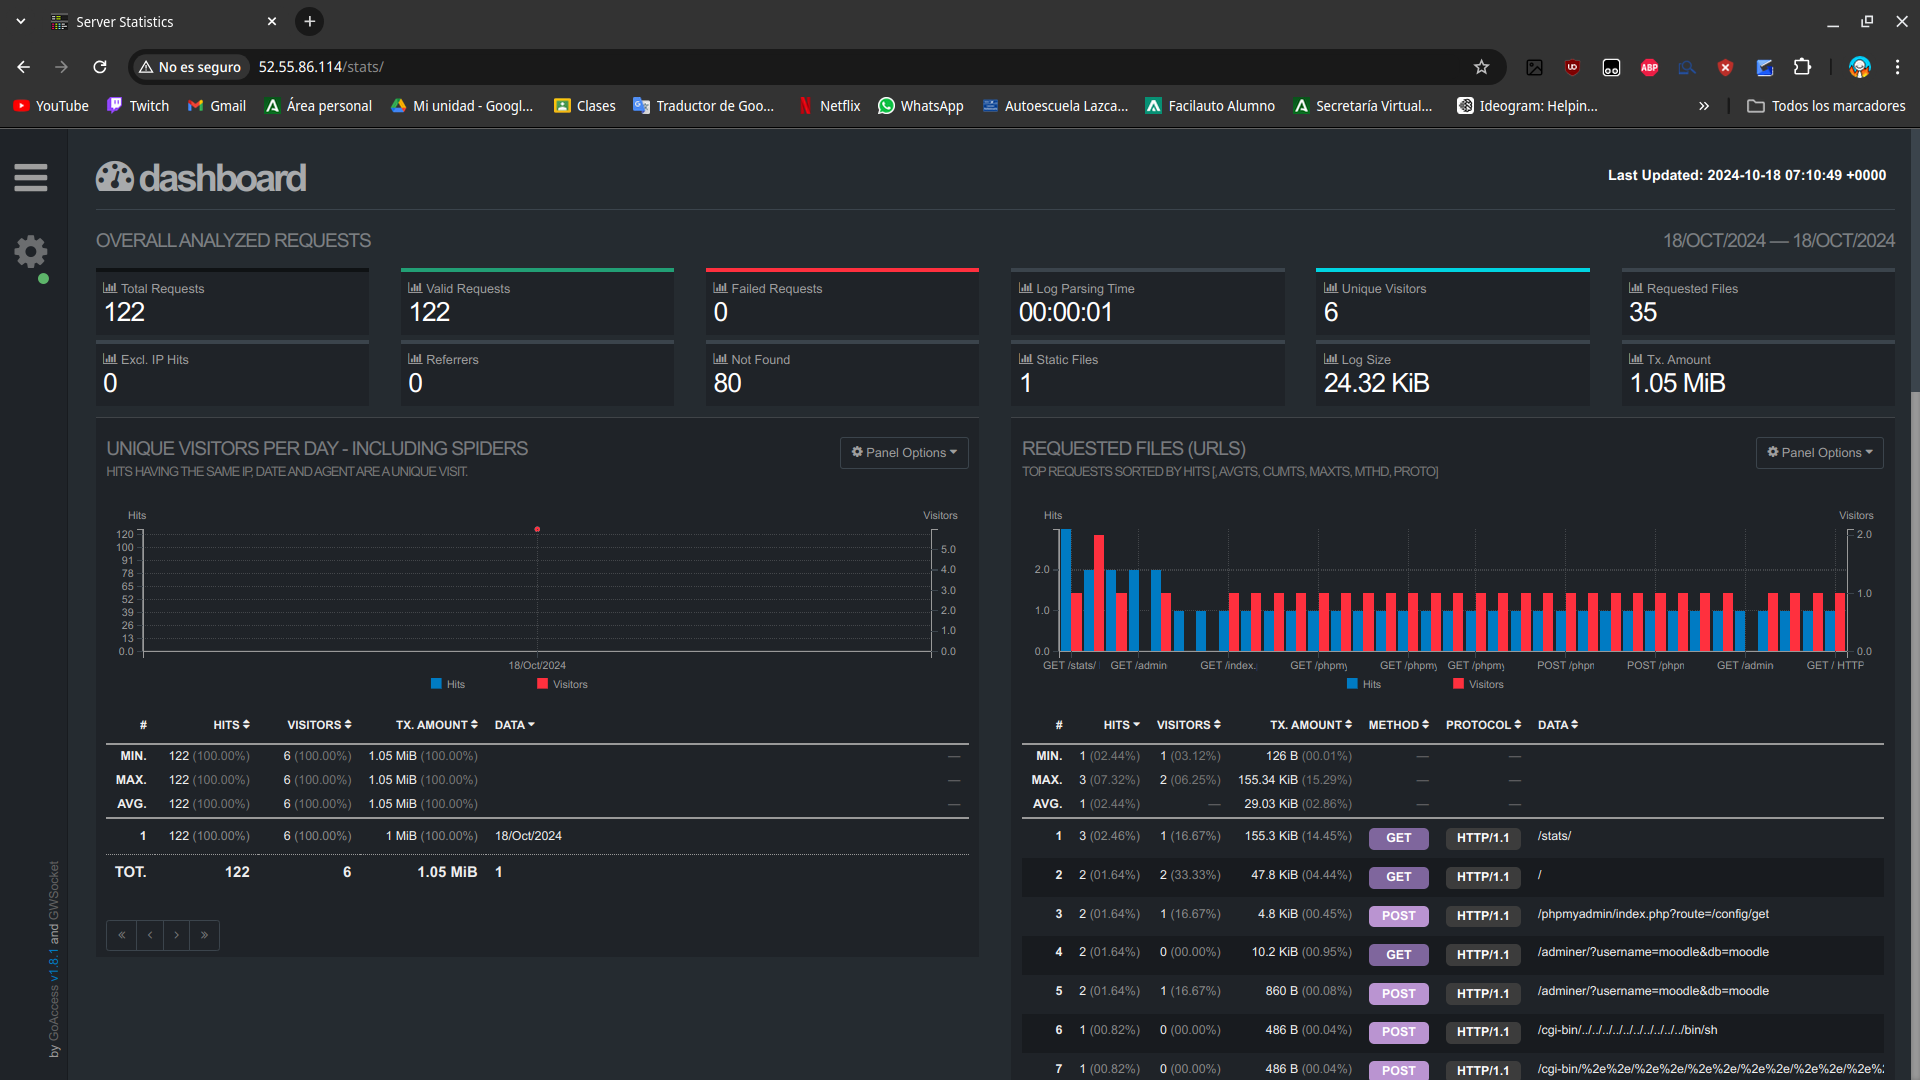 Server Statistics
No es seguro 52.55.86.114/stats/
YouTube Twitch Gmail Área personal Mi unidad - Googl... Clases Traductor de Goo... Netflix WhatsApp Autoescuela Lazca... Facilauto Alumno Secretaría Virtual... Ideogram: Helpin... » Todos los marcadores
dashboard
Last Updated: 2024-10-18 07:10:49 +0000
OVERALL ANALYZED REQUESTS
18/OCT/2024 — 18/OCT/2024
Total Requests
122
Valid Requests
122
Failed Requests
0
Log Parsing Time
00:00:01
Unique Visitors
6
Requested Files
35
Excl. IP Hits
0
Referrers
0
Not Found
80
Static Files
1
Log Size
24.32 KiB
Tx. Amount
1.05 MiB
UNIQUE VISITORS PER DAY - INCLUDING SPIDERS
HITS HAVING THE SAME IP, DATE AND AGENT ARE A UNIQUE VISIT.
Panel Options
Hits Visitors
120
100
91
78
65
52
39
26
13
0.0
5.0
4.0
3.0
2.0
1.0
0.0
18/Oct/2024
Hits Visitors
# HITS VISITORS TX. AMOUNT DATA
MIN. 122 (100.00%) 6 (100.00%) 1.05 MiB (100.00%) —
MAX. 122 (100.00%) 6 (100.00%) 1.05 MiB (100.00%) —
AVG. 122 (100.00%) 6 (100.00%) 1.05 MiB (100.00%) —
1 122 (100.00%) 6 (100.00%) 1 MiB (100.00%) 18/Oct/2024
TOT. 122 6 1.05 MiB 1
« ‹ › »
REQUESTED FILES (URLS)
TOP REQUESTS SORTED BY HITS [, AVGTS, CUMTS, MAXTS, MTHD, PROTO]
Panel Options
Hits Visitors
2.0
1.0
0.0
2.0
1.0
0.0
GET /stats/ GET /admin GET /index. GET /phpmy GET /phpmy GET /phpmy POST /phpn POST /phpn GET /admin GET / HTTP
Hits Visitors
# HITS VISITORS TX. AMOUNT METHOD PROTOCOL DATA
MIN. 1 (02.44%) 1 (03.12%) 126 B (00.01%) — —
MAX. 3 (07.32%) 2 (06.25%) 155.34 KiB (15.29%) — —
AVG. 1 (02.44%) — 29.03 KiB (02.86%) — —
1 3 (02.46%) 1 (16.67%) 155.3 KiB (14.45%) GET HTTP/1.1 /stats/
2 2 (01.64%) 2 (33.33%) 47.8 KiB (04.44%) GET HTTP/1.1 /
3 2 (01.64%) 1 (16.67%) 4.8 KiB (00.45%) POST HTTP/1.1 /phpmyadmin/index.php?route=/config/get
4 2 (01.64%) 0 (00.00%) 10.2 KiB (00.95%) GET HTTP/1.1 /adminer/?username=moodle&db=moodle
5 2 (01.64%) 1 (16.67%) 860 B (00.08%) POST HTTP/1.1 /adminer/?username=moodle&db=moodle
6 1 (00.82%) 0 (00.00%) 486 B (00.04%) POST HTTP/1.1 /cgi-bin/../../../../../../../../../../bin/sh
7 1 (00.82%) 0 (00.00%) 486 B (00.04%) POST HTTP/1.1 /cgi-bin/%2e%2e/%2e%2e/%2e%2e/%2e%2e/%2e%2e/%2e%2e/%2e%
by GoAccess v1.8.1 and GWSocket